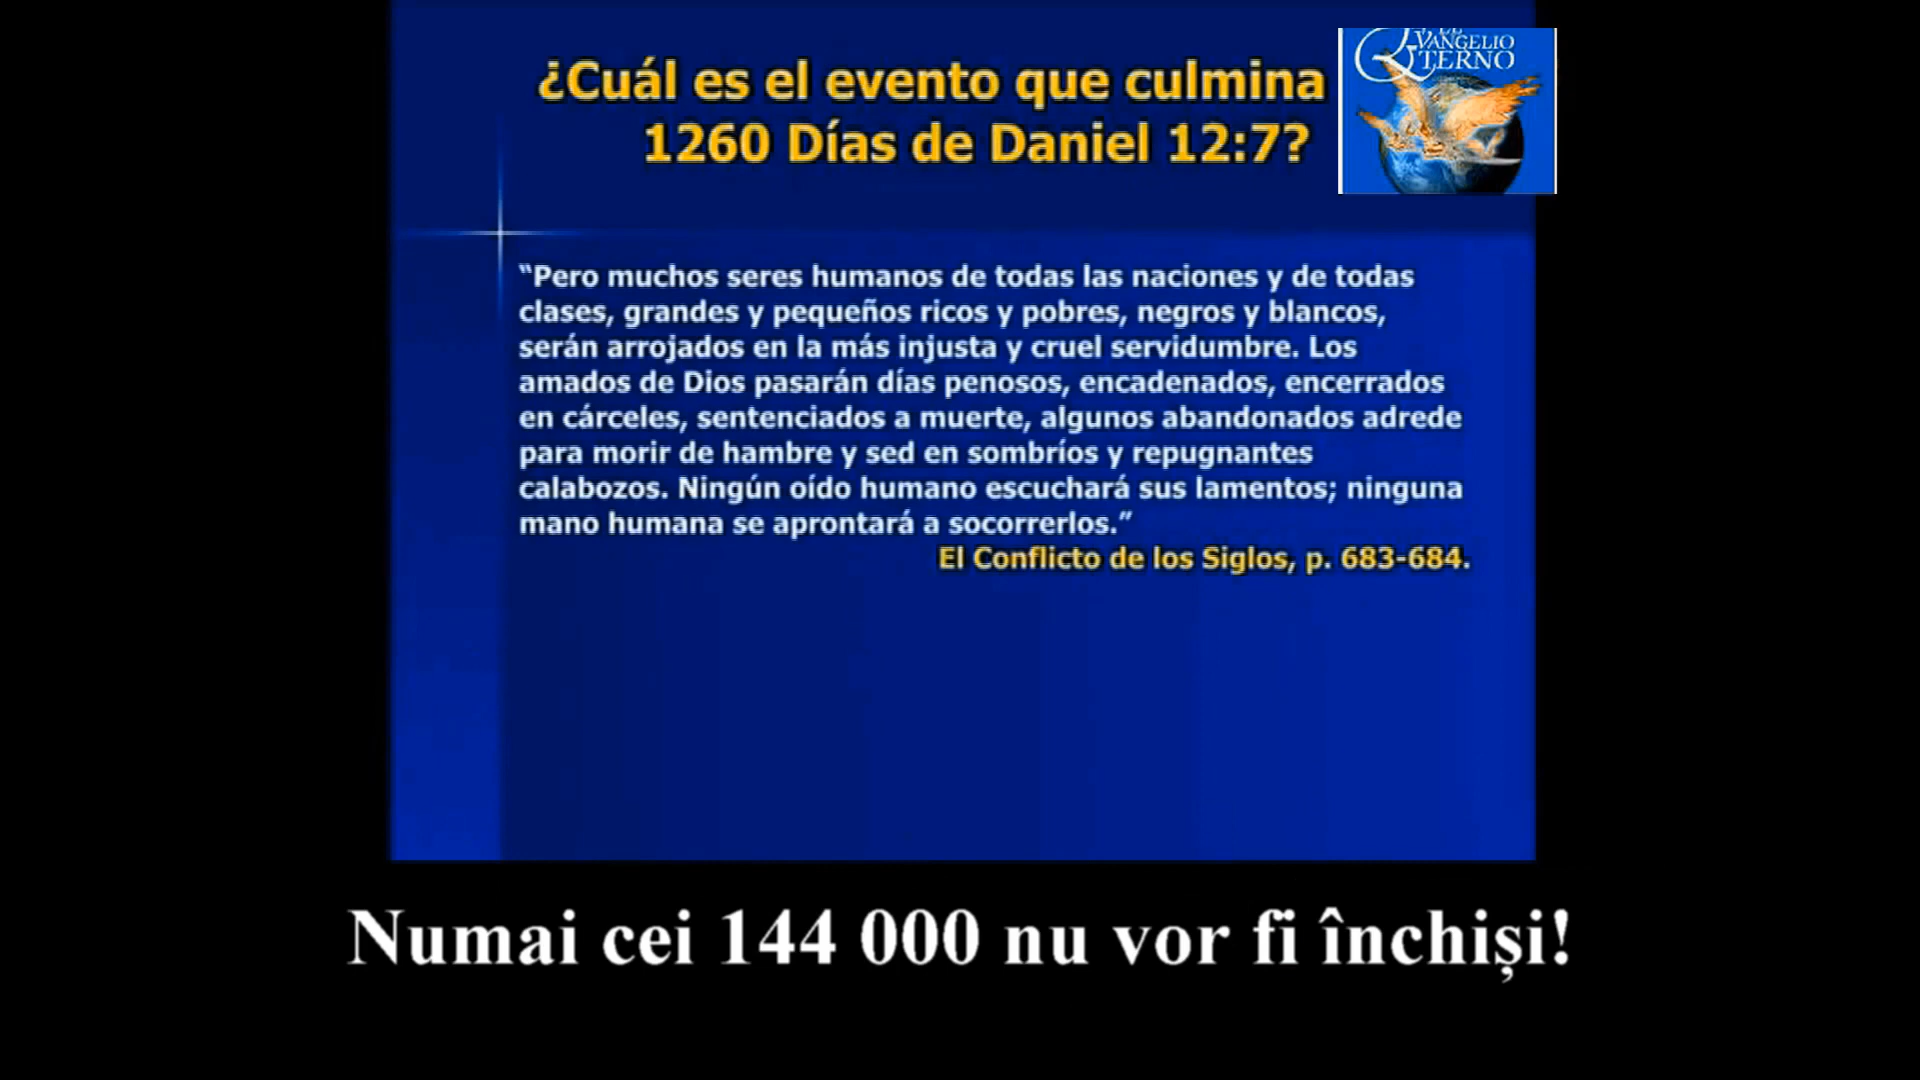 ¿Cuál es el evento que culmina
1260 Días de Daniel 12:7?
DE
EVANGELIO
ETERNO
“Pero muchos seres humanos de todas las naciones y de todas
clases, grandes y pequeños ricos y pobres, negros y blancos,
serán arrojados en la más injusta y cruel servidumbre. Los
amados de Dios pasarán días penosos, encadenados, encerrados
en cárceles, sentenciados a muerte, algunos abandonados adrede
para morir de hambre y sed en sombríos y repugnantes
calabozos. Ningún oído humano escuchará sus lamentos; ninguna
mano humana se aprontará a socorrerlos.”
El Conflicto de los Siglos, p. 683-684.
Numai cei 144 000 nu vor fi închiși!